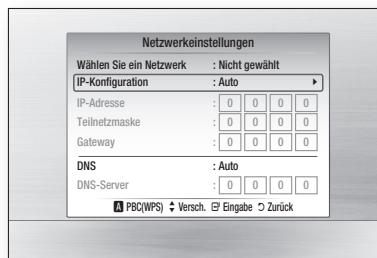 Netzwerkeinstellungen
Wählen Sie ein Netzwerk : Nicht gewählt
IP-Konfiguration : Auto
IP-Adresse : 0 0 0 0
Teilnetzmaske : 0 0 0 0
Gateway : 0 0 0 0
DNS : Auto
DNS-Server : 0 0 0 0
A PBC(WPS) Versch. Eingabe Zurück